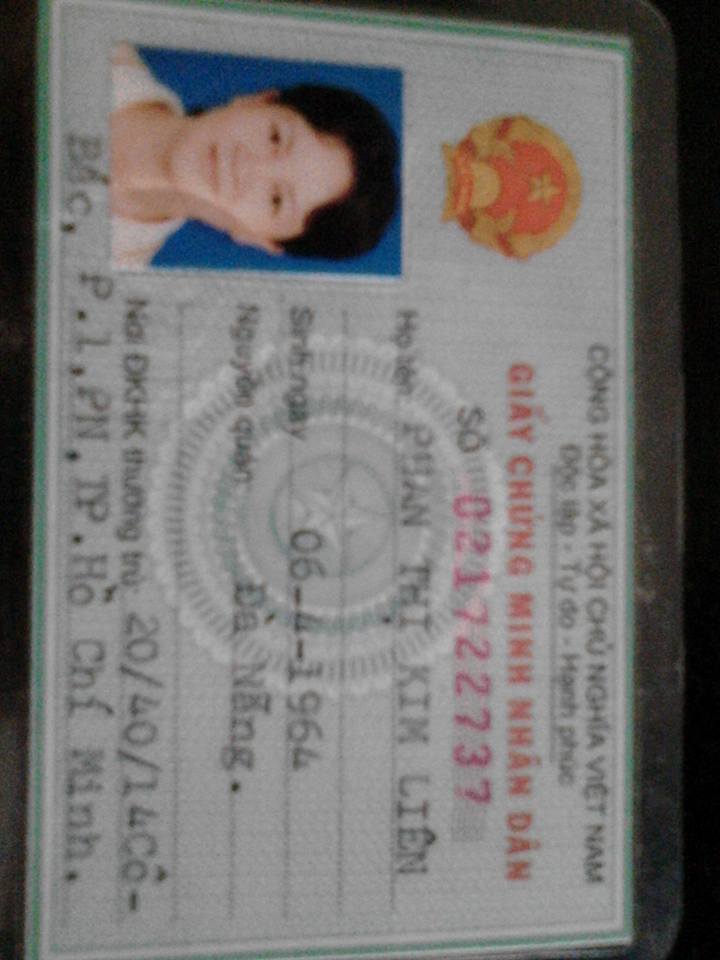 CỘNG HÒA XÃ HỘI CHỦ NGHĨA VIỆT NAM
Độc lập - Tự do - Hạnh phúc
GIẤY CHỨNG MINH NHÂN DÂN
SỐ 021722737
Họ tên: PHAN THỊ KIM LIÊN
Sinh ngày 06-4-1964
Nguyên quán Đà Nẵng.
Nơi ĐKHK thường trú 20/40/14Cô-
Bắc, P.1,PN,TP.Hồ Chí Minh.